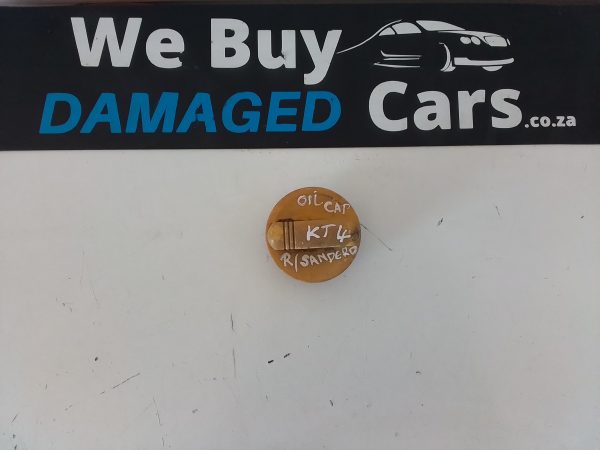 We Buy
DAMAGED Cars.co.za
OIL CAP
KT4
R/SANDERO